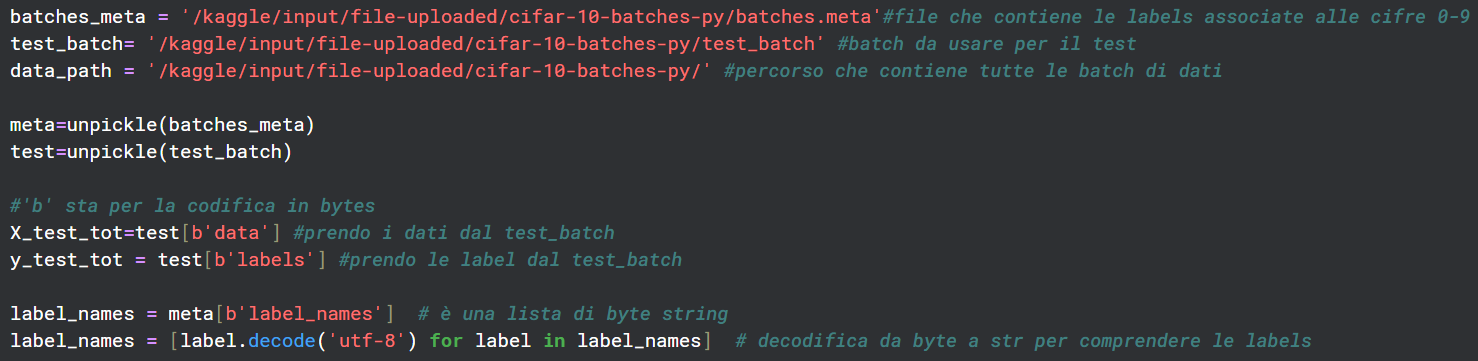 batches_meta = '/kaggle/input/file-uploaded/cifar-10-batches-py/batches.meta'#file che contiene le labels associate alle cifre 0-9
test_batch= '/kaggle/input/file-uploaded/cifar-10-batches-py/test_batch' #batch da usare per il test
data_path = '/kaggle/input/file-uploaded/cifar-10-batches-py/' #percorso che contiene tutte le batch di dati
meta=unpickle(batches_meta)
test=unpickle(test_batch)
#'b' sta per la codifica in bytes
X_test_tot=test[b'data'] #prendo i dati dal test_batch
y_test_tot = test[b'labels'] #prendo le label dal test_batch
label_names = meta[b'label_names']  # è una lista di byte string
label_names = [label.decode('utf-8') for label in label_names]  # decodifica da byte a str per comprendere le labels